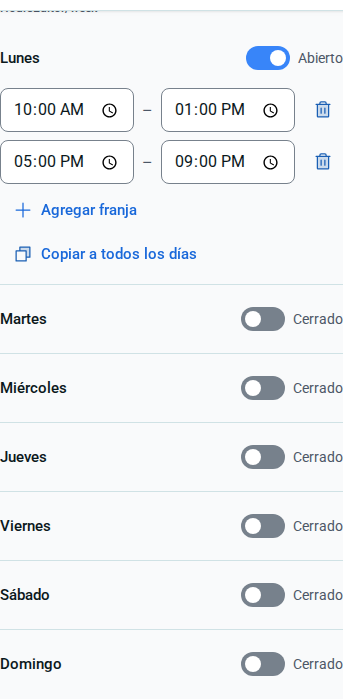 Lunes
Abierto
10:00 AM – 01:00 PM
05:00 PM – 09:00 PM
Agregar franja
Copiar a todos los días
Martes
Cerrado
Miércoles
Cerrado
Jueves
Cerrado
Viernes
Cerrado
Sábado
Cerrado
Domingo
Cerrado